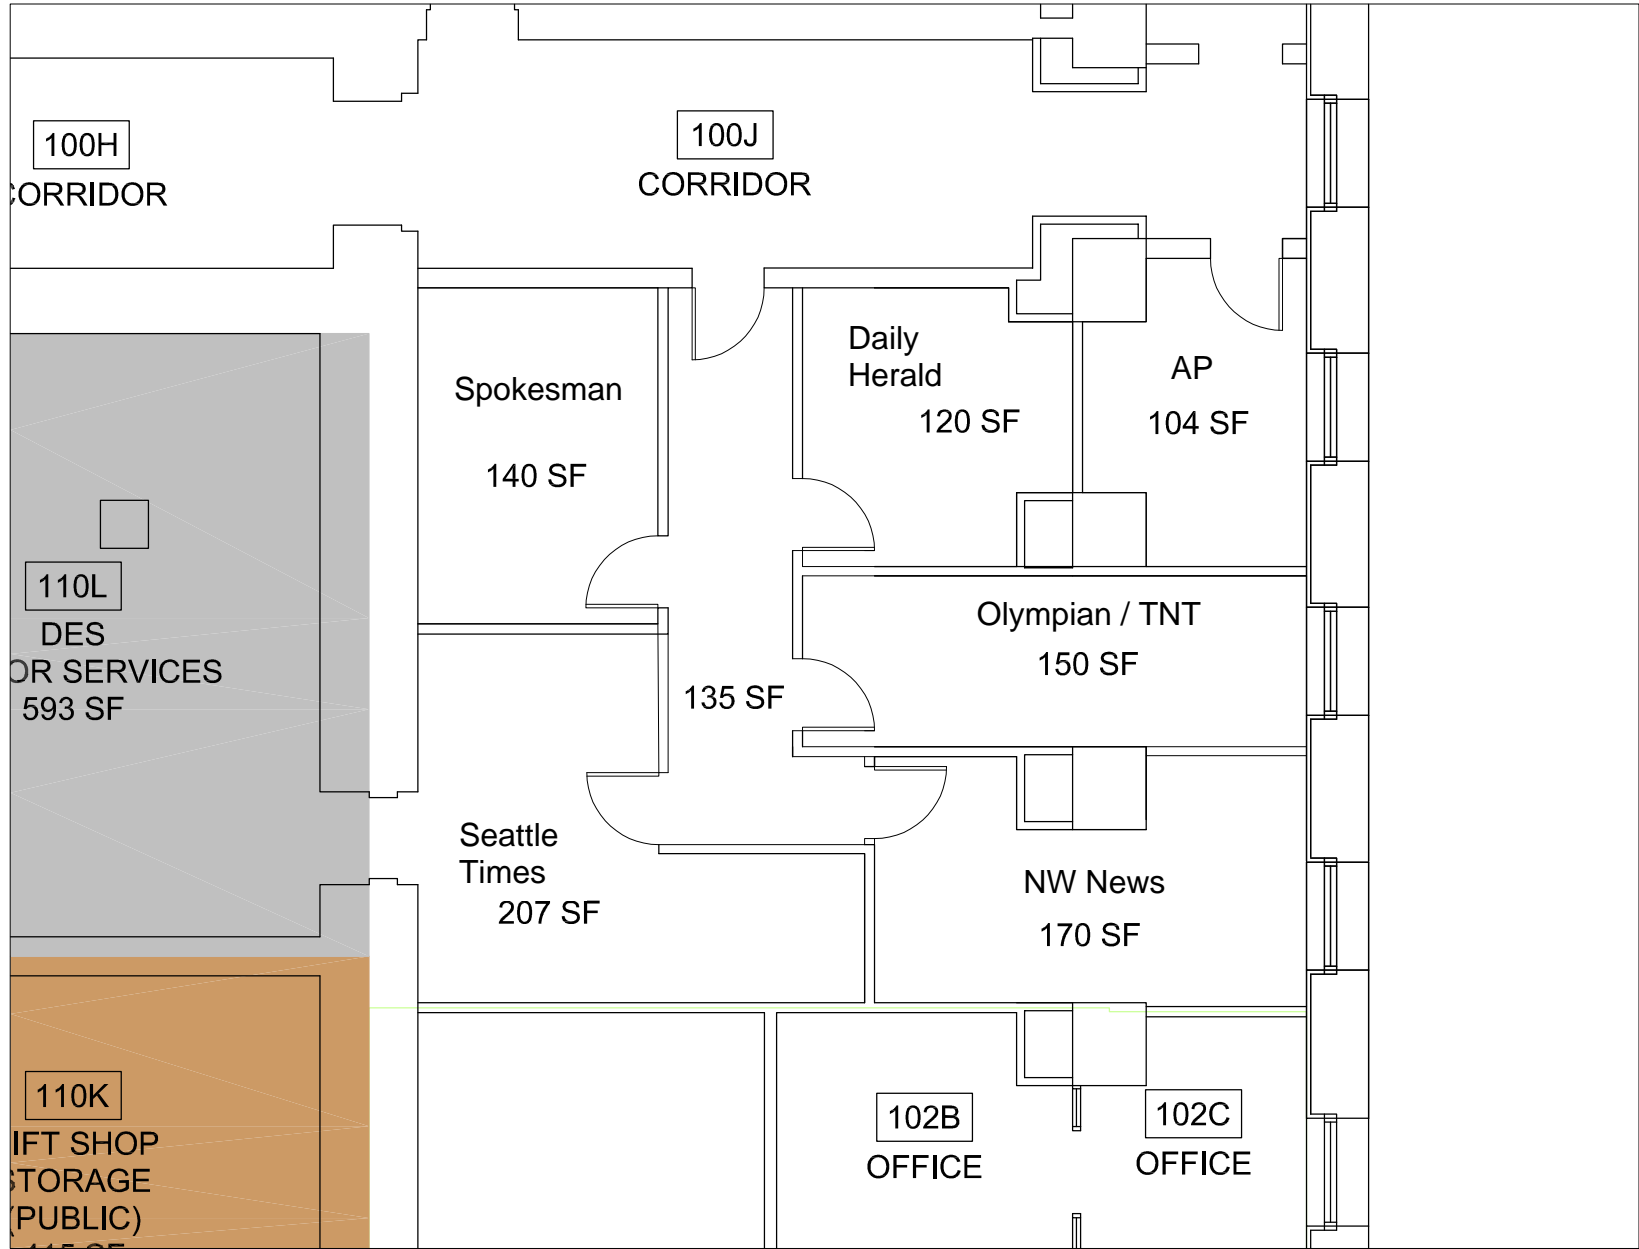 100H
CORRIDOR
100J
CORRIDOR
Spokesman
140 SF
Daily
Herald
120 SF
AP
104 SF
110L
DES
OR SERVICES
593 SF
Olympian / TNT
150 SF
135 SF
Seattle
Times
207 SF
NW News
170 SF
110K
IFT SHOP
STORAGE
(PUBLIC)
415 SF
102B
OFFICE
102C
OFFICE